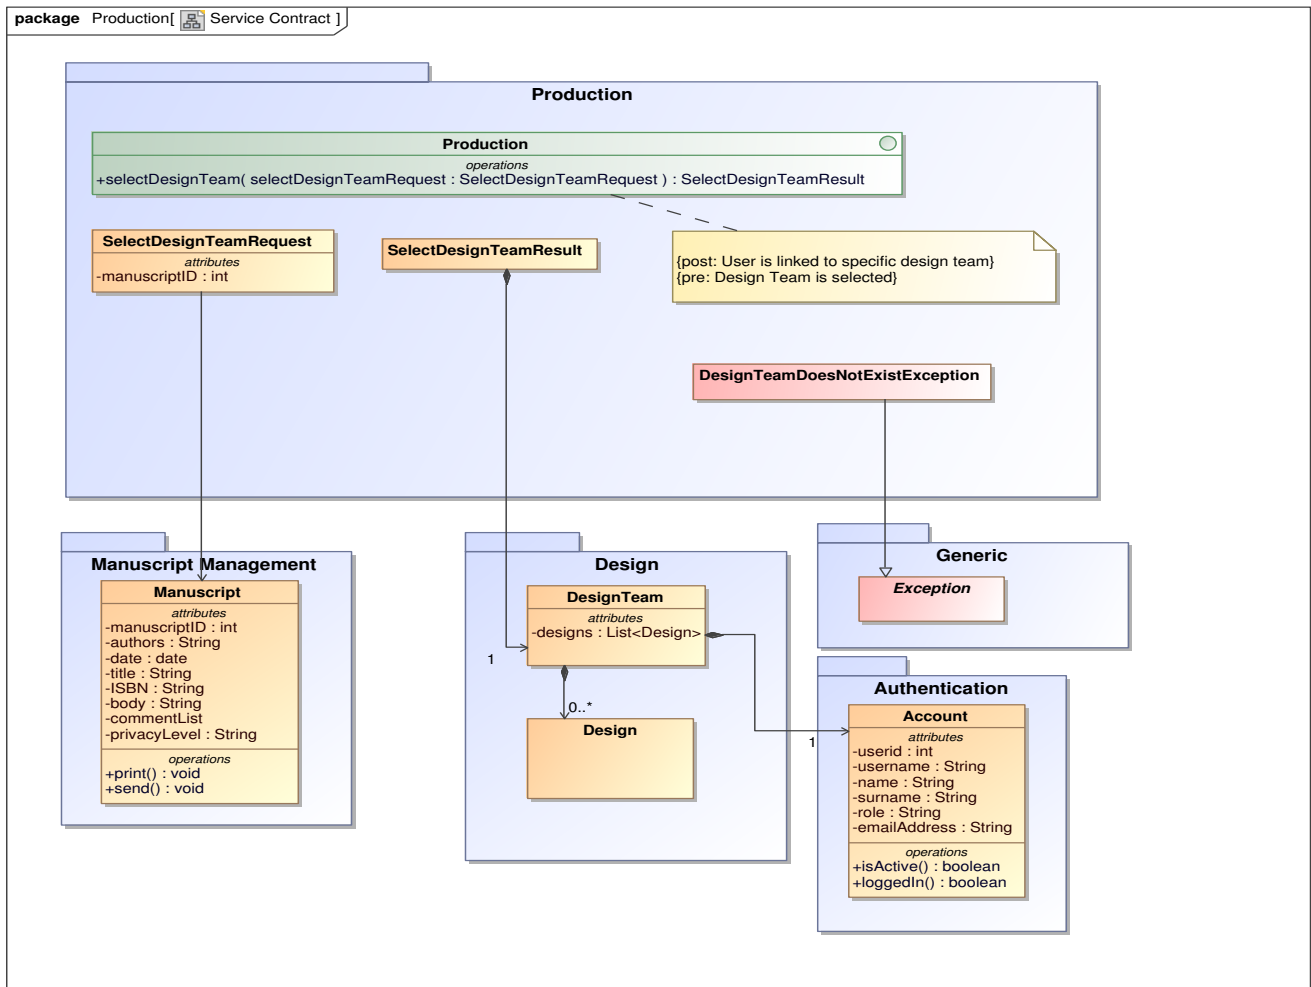 package Production[ Service Contract ]
Production
Production
operations
+selectDesignTeam( selectDesignTeamRequest : SelectDesignTeamRequest ) : SelectDesignTeamResult
SelectDesignTeamRequest
attributes
-manuscriptID : int
SelectDesignTeamResult
{post: User is linked to specific design team}
{pre: Design Team is selected}
DesignTeamDoesNotExistException
Manuscript Management
Manuscript
attributes
-manuscriptID : int
-authors : String
-date : date
-title : String
-ISBN : String
-body : String
-commentList
-privacyLevel : String
operations
+print() : void
+send() : void
Design
DesignTeam
attributes
-designs : List<Design>
1
0..*
Design
Generic
Exception
Authentication
Account
1
attributes
-userid : int
-username : String
-name : String
-surname : String
-role : String
-emailAddress : String
operations
+isActive() : boolean
+loggedIn() : boolean